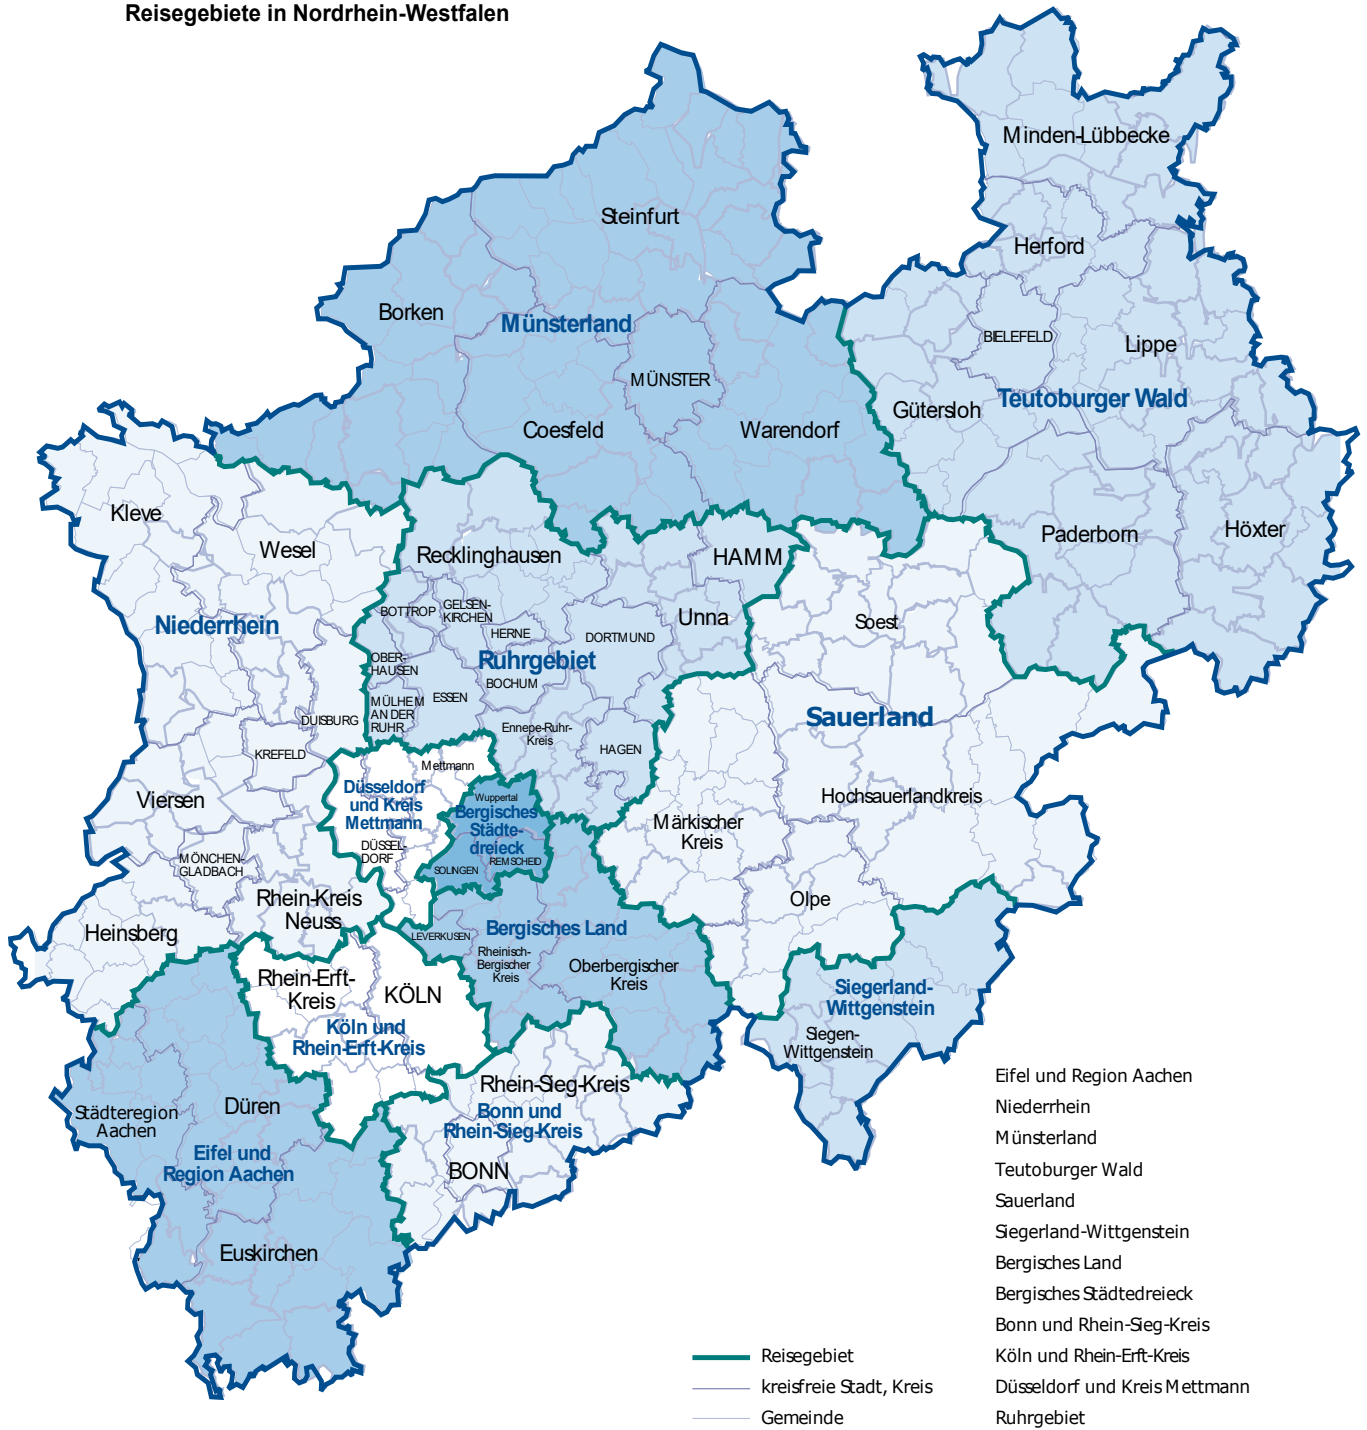 Reisegebiete in Nordrhein-Westfalen
Minden-Lübbecke
Steinfurt
Herford
Borken
Münsterland
BIELEFELD
Lippe
MÜNSTER
Teutoburger Wald
Gütersloh
Coesfeld
Warendorf
Kleve
Wesel
Recklinghausen
HAMM
Paderborn
Höxter
Niederrhein
BOTTROP
GELSEN-
KIRCHEN
HERNE
DORTMUND
Unna
Soest
OBER-
HAUSEN
Ruhrgebiet
BOCHUM
ESSEN
MÜLHEM
AN DER
RUHR
DUISBURG
Ennepe-Ruhr-
Kreis
HAGEN
Sauerland
KREFELD
Mettmann
Viersen
Düsseldorf
und Kreis
Mettmann
Wuppertal
Bergisches
Städte-
dreieck
Hochsauerlandkreis
Märkischer
Kreis
DÜSSEL-
DORF
SOLINGEN
REMSCHEID
MÖNCHEN-
GLADBACH
Rhein-Kreis
Neuss
Olpe
Heinsberg
LEVERKUSEN
Bergisches Land
Rheinisch-
Bergischer
Kreis
Oberbergischer
Kreis
Rhein-Erft-
Kreis
KÖLN
Siegerland-
Wittgenstein
Köln und
Rhein-Erft-Kreis
Siegen-
Wittgenstein
Rhein-Sieg-Kreis
Städteregion
Aachen
Düren
Bonn und
Rhein-Sieg-Kreis
Eifel und
Region Aachen
BONN
Euskirchen
Eifel und Region Aachen
Niederrhein
Münsterland
Teutoburger Wald
Sauerland
Siegerland-Wittgenstein
Bergisches Land
Bergisches Städtedreieck
Bonn und Rhein-Sieg-Kreis
Reisegebiet
Köln und Rhein-Erft-Kreis
kreisfreie Stadt, Kreis
Düsseldorf und Kreis Mettmann
Gemeinde
Ruhrgebiet